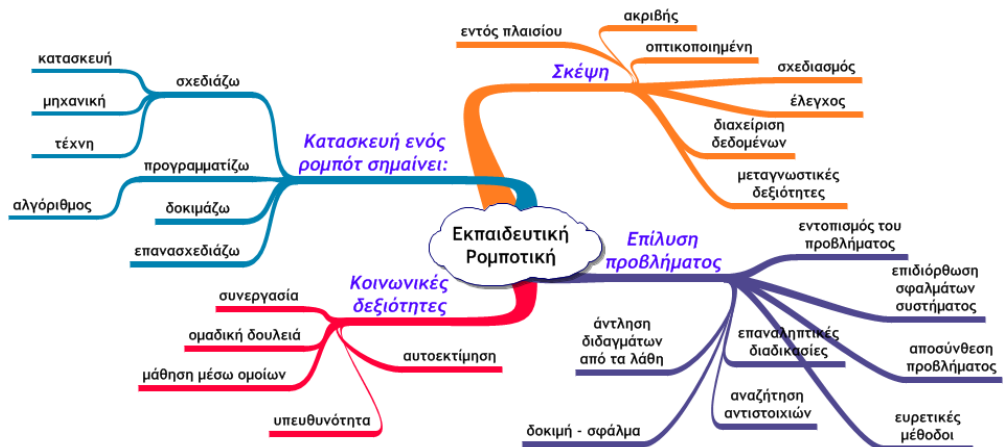 Εκπαιδευτική
Ρομποτική
Κατασκευή ενός
ρομπότ σημαίνει:
σχεδιάζω
κατασκευή
μηχανική
τέχνη
προγραμματίζω
αλγόριθμος
δοκιμάζω
επανασχεδιάζω
Σκέψη
εντός πλαισίου
ακριβής
οπτικοποιημένη
σχεδιασμός
έλεγχος
διαχείριση
δεδομένων
μεταγνωστικές
δεξιότητες
Κοινωνικές
δεξιότητες
συνεργασία
ομαδική δουλειά
μάθηση μέσω ομοίων
υπευθυνότητα
αυτοεκτίμηση
Επίλυση
προβλήματος
εντοπισμός του
προβλήματος
επιδιόρθωση
σφαλμάτων
συστήματος
αποσύνθεση
προβλήματος
ευρετικές
μέθοδοι
επαναληπτικές
διαδικασίες
αναζήτηση
αντιστοιχιών
άντληση
διδαγμάτων
από τα λάθη
δοκιμή - σφάλμα